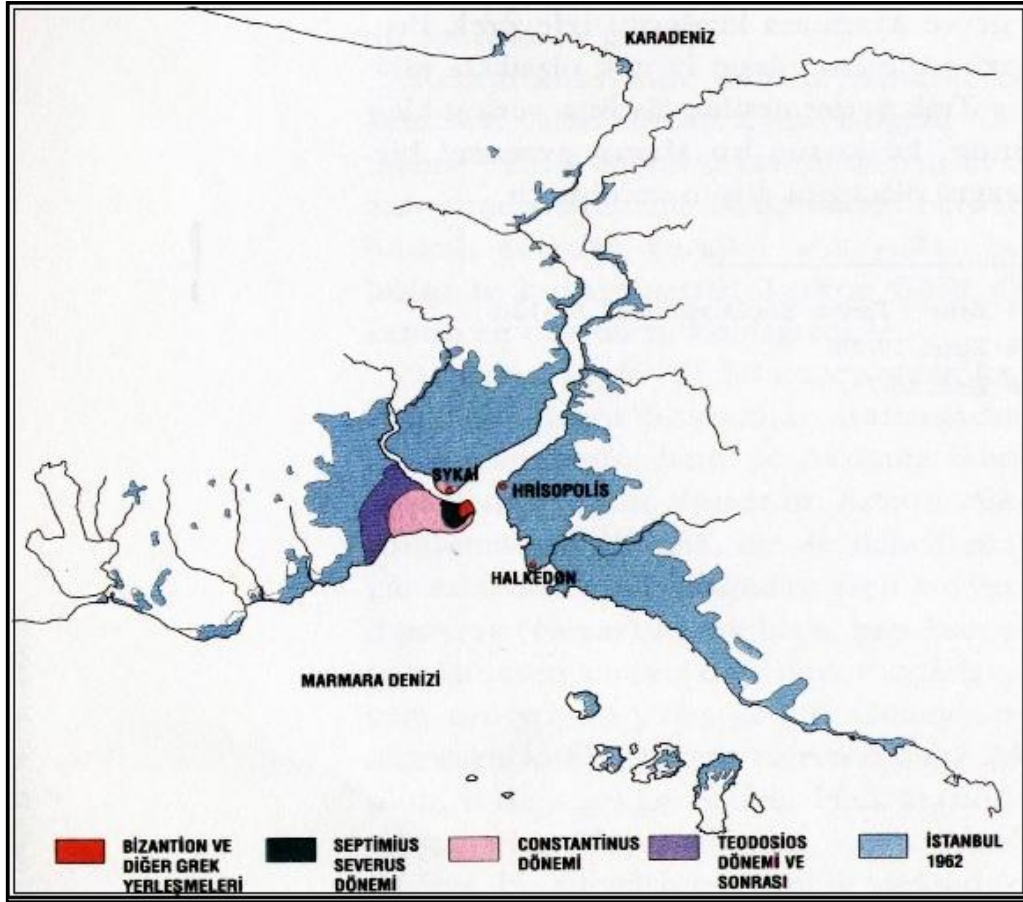 KARADENİZ
SYKAİ
HRİSOPOLİS
HALKEDON
MARMARA DENİZİ
BİZANTİON VE
DİĞER GREK
YERLEŞMELERİ
SEPTİMİUS
SEVERUS
DÖNEMİ
CONSTANTİNUS
DÖNEMİ
TEODOSİOS
DÖNEMİ VE
SONRASI
İSTANBUL
1962